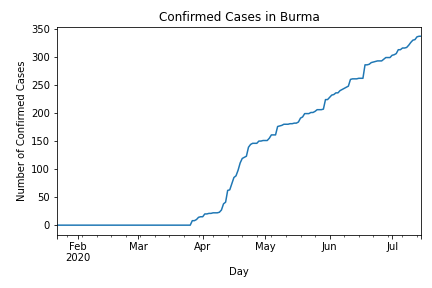 Confirmed Cases in Burma
Number of Confirmed Cases
350
300
250
200
150
100
50
0
Feb
2020
Mar
Apr
May
Jun
Jul
Day